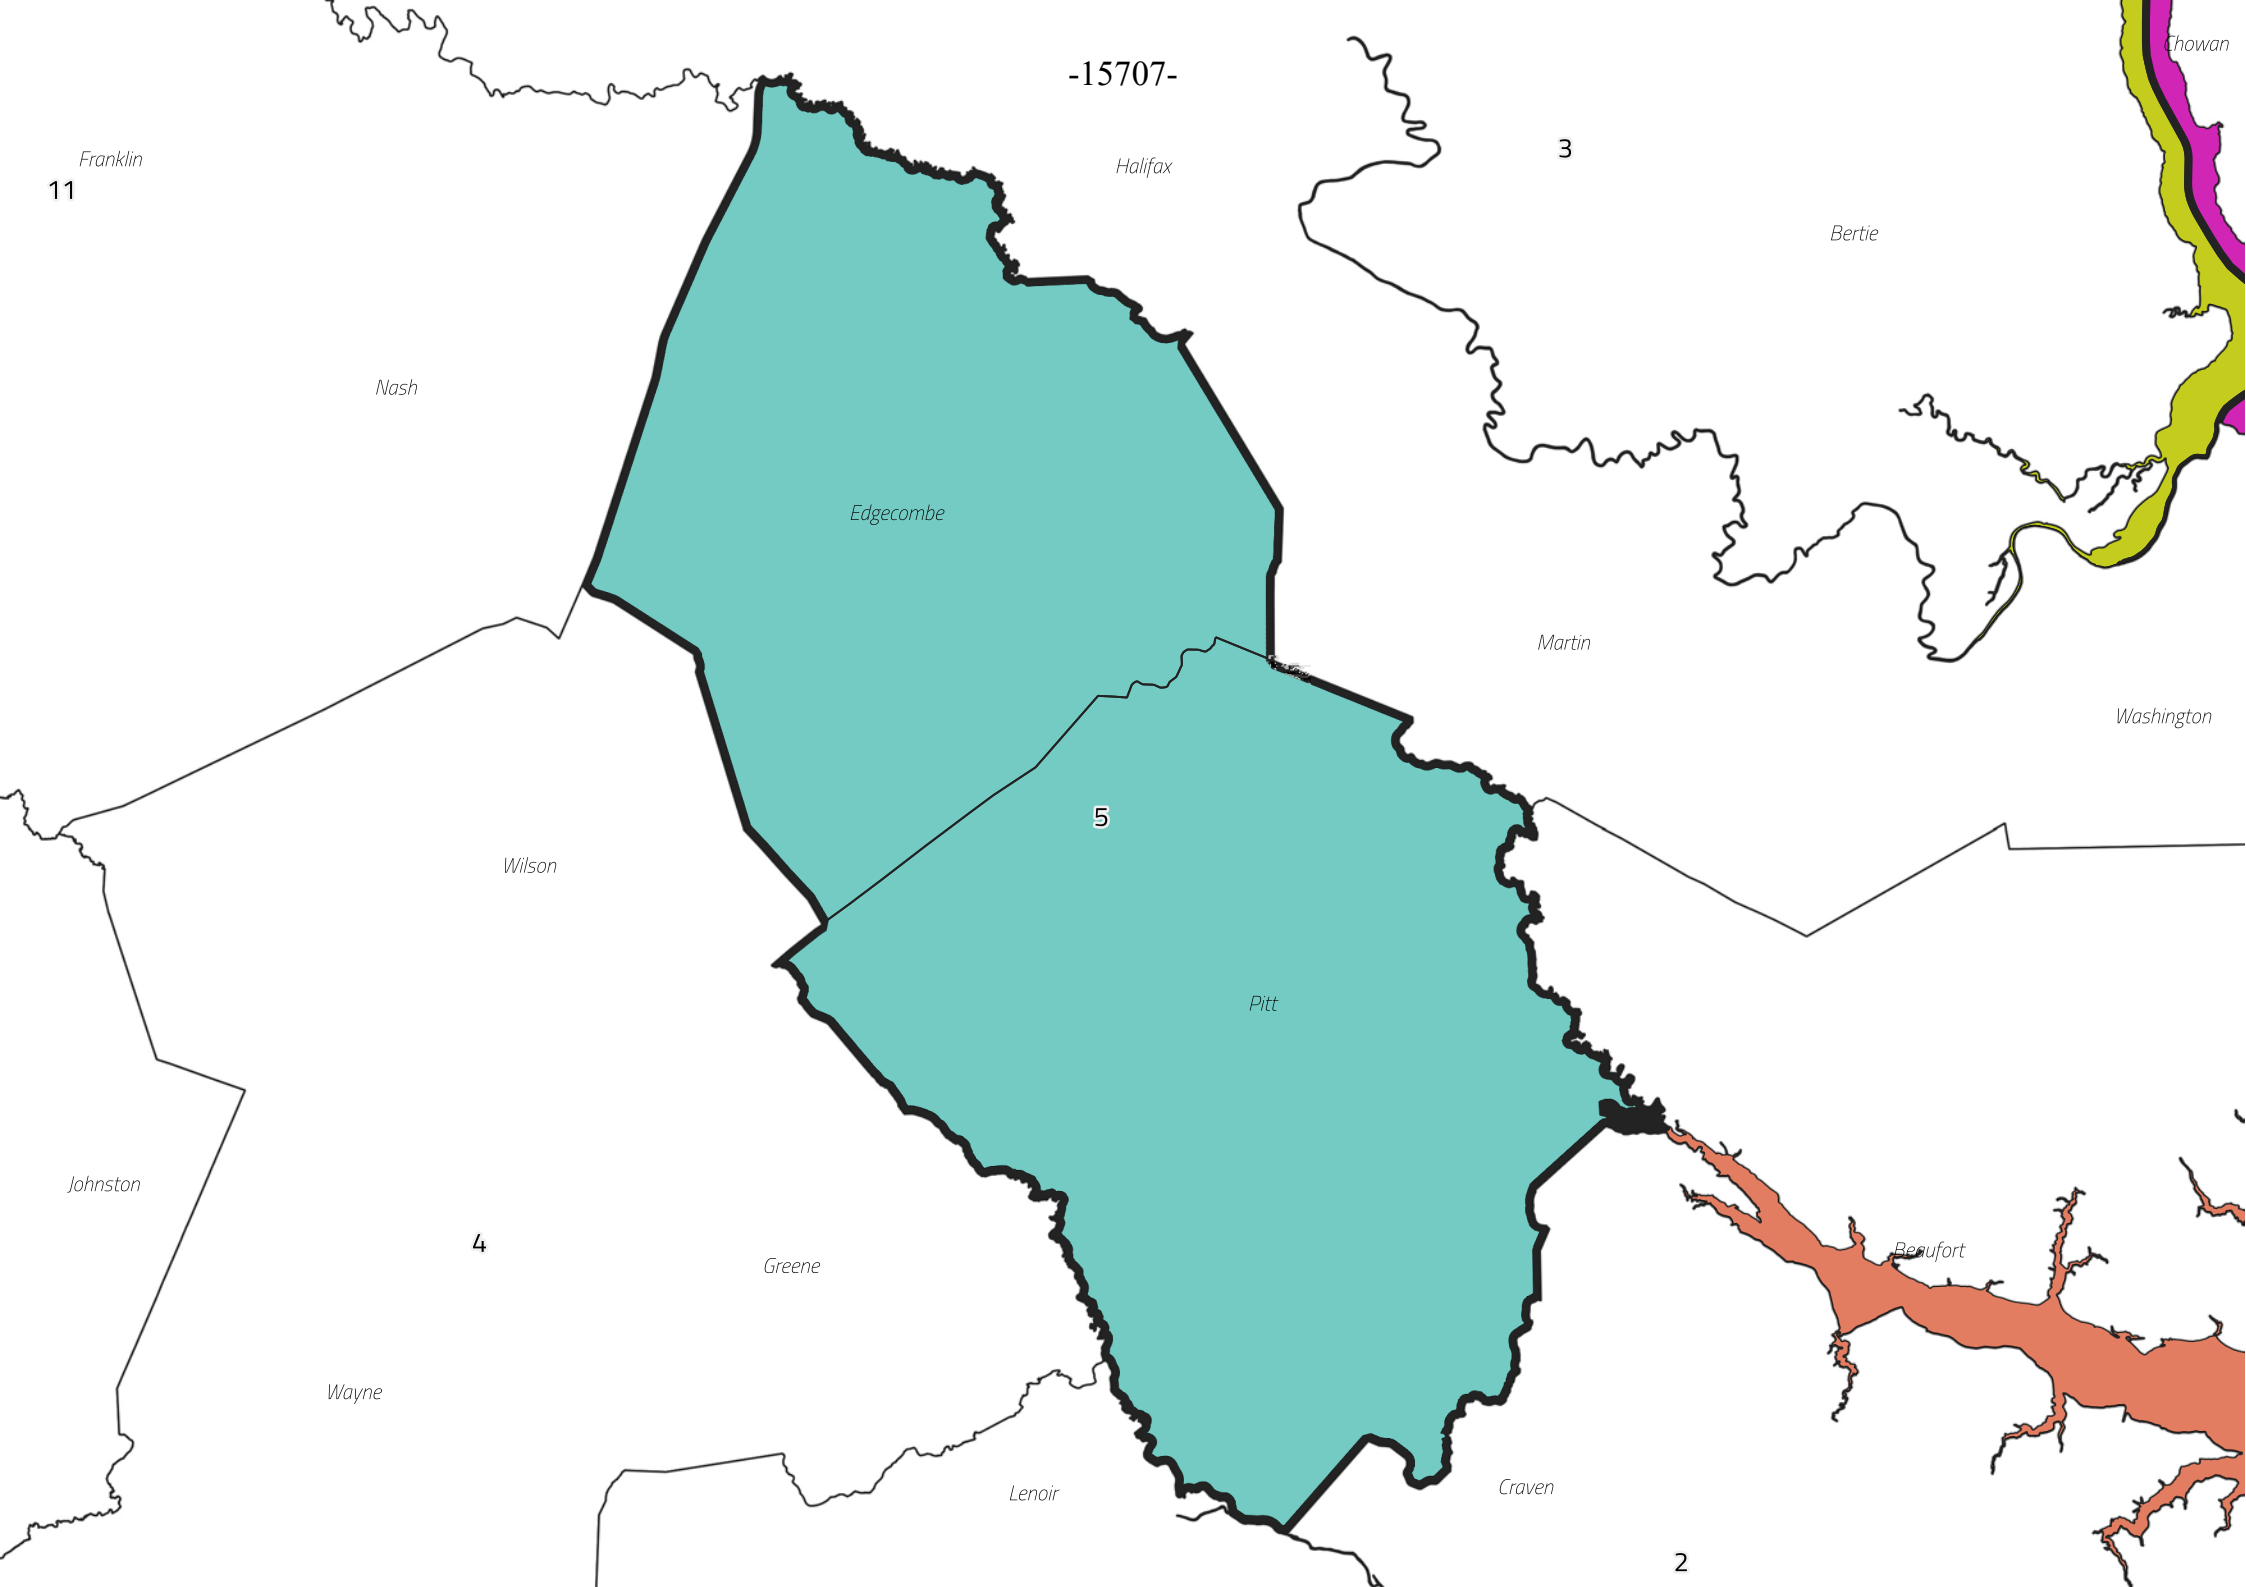 -15707-
Chowan
Franklin
11
Halifax
3
Bertie
Nash
Edgecombe
Martin
Washington
5
Wilson
Pitt
Johnston
4
Greene
Beaufort
Wayne
Lenoir
Craven
2